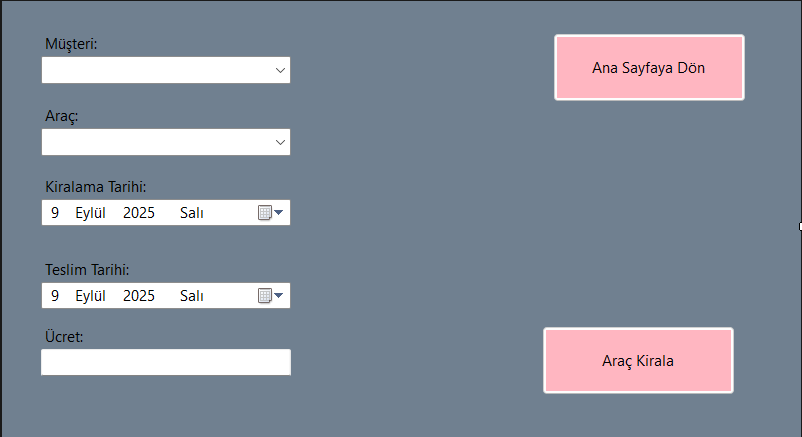 Müşteri:
Ana Sayfaya Dön
Araç:
Kiralama Tarihi:
9 Eylül 2025 Salı
Teslim Tarihi:
9 Eylül 2025 Salı
Ücret:
Araç Kirala